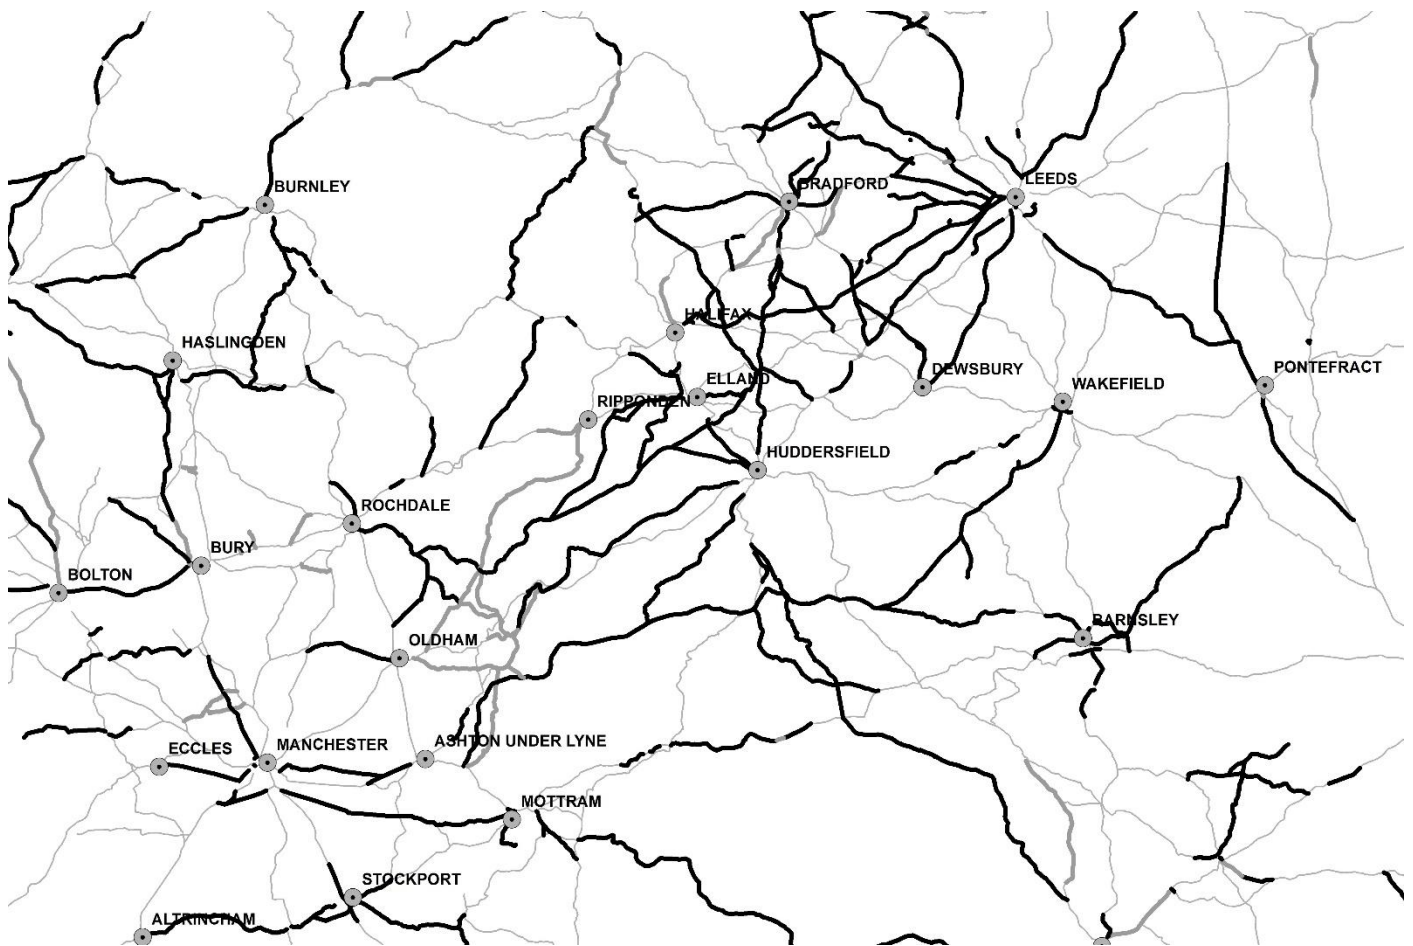 LEEDS
BURNLEY
BRADFORD
HALIFAX
HASLINGDEN
DEWSBURY
PONTEFRACT
ELLAND
WAKEFIELD
RIPPONDEN
HUDDERSFIELD
ROCHDALE
BURY
BOLTON
BARNSLEY
OLDHAM
ECCLES
MANCHESTER
ASHTON UNDER LYNE
MOTTRAM
STOCKPORT
ALTRINCHAM